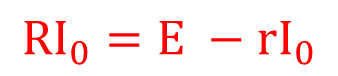 RI₀ = E − rI₀